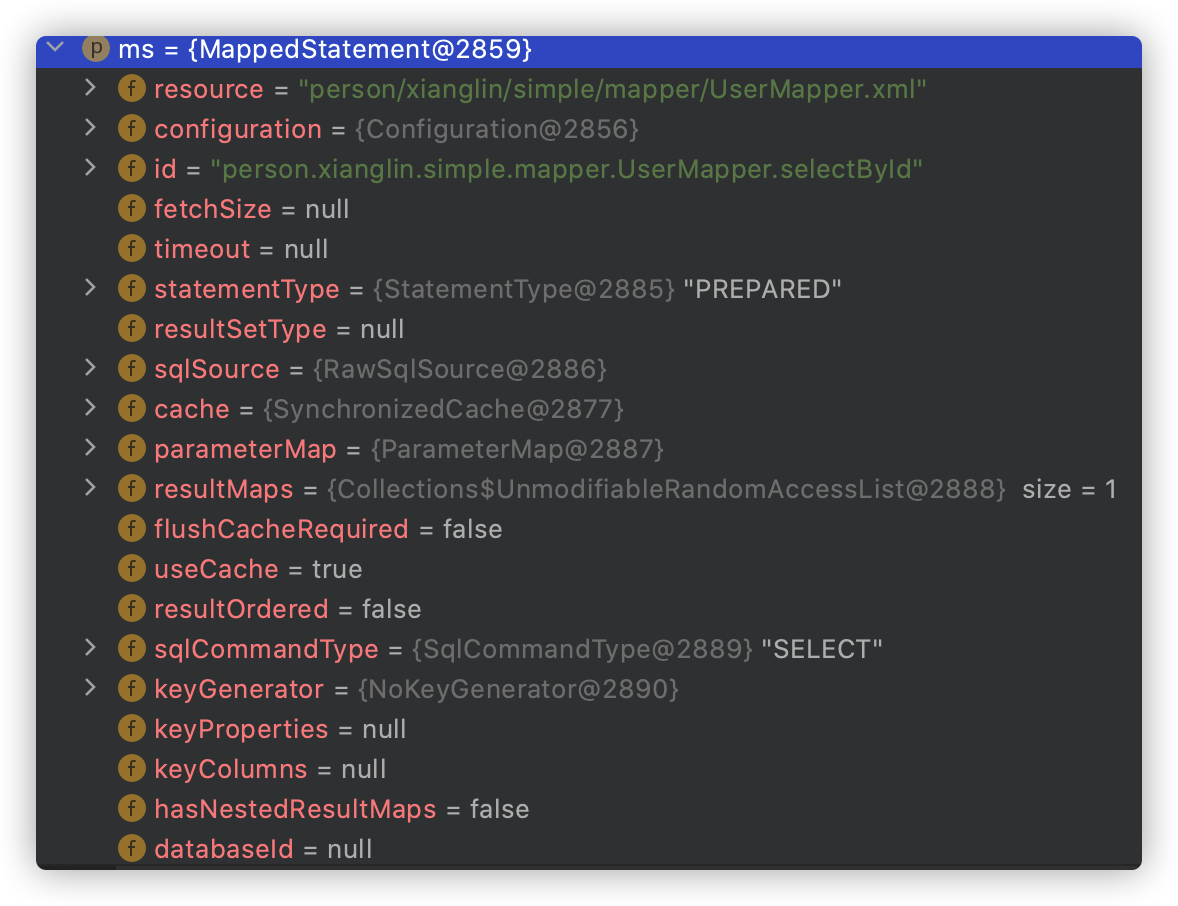 p ms = {MappedStatement@2859}
f resource = "person/xianglin/simple/mapper/UserMapper.xml"
f configuration = {Configuration@2856}
f id = "person.xianglin.simple.mapper.UserMapper.selectById"
f fetchSize = null
f timeout = null
f statementType = {StatementType@2885} "PREPARED"
f resultSetType = null
f sqlSource = {RawSqlSource@2886}
f cache = {SynchronizedCache@2877}
f parameterMap = {ParameterMap@2887}
f resultMaps = {Collections$UnmodifiableRandomAccessList@2888} size = 1
f flushCacheRequired = false
f useCache = true
f resultOrdered = false
f sqlCommandType = {SqlCommandType@2889} "SELECT"
f keyGenerator = {NoKeyGenerator@2890}
f keyProperties = null
f keyColumns = null
f hasNestedResultMaps = false
f databaseId = null